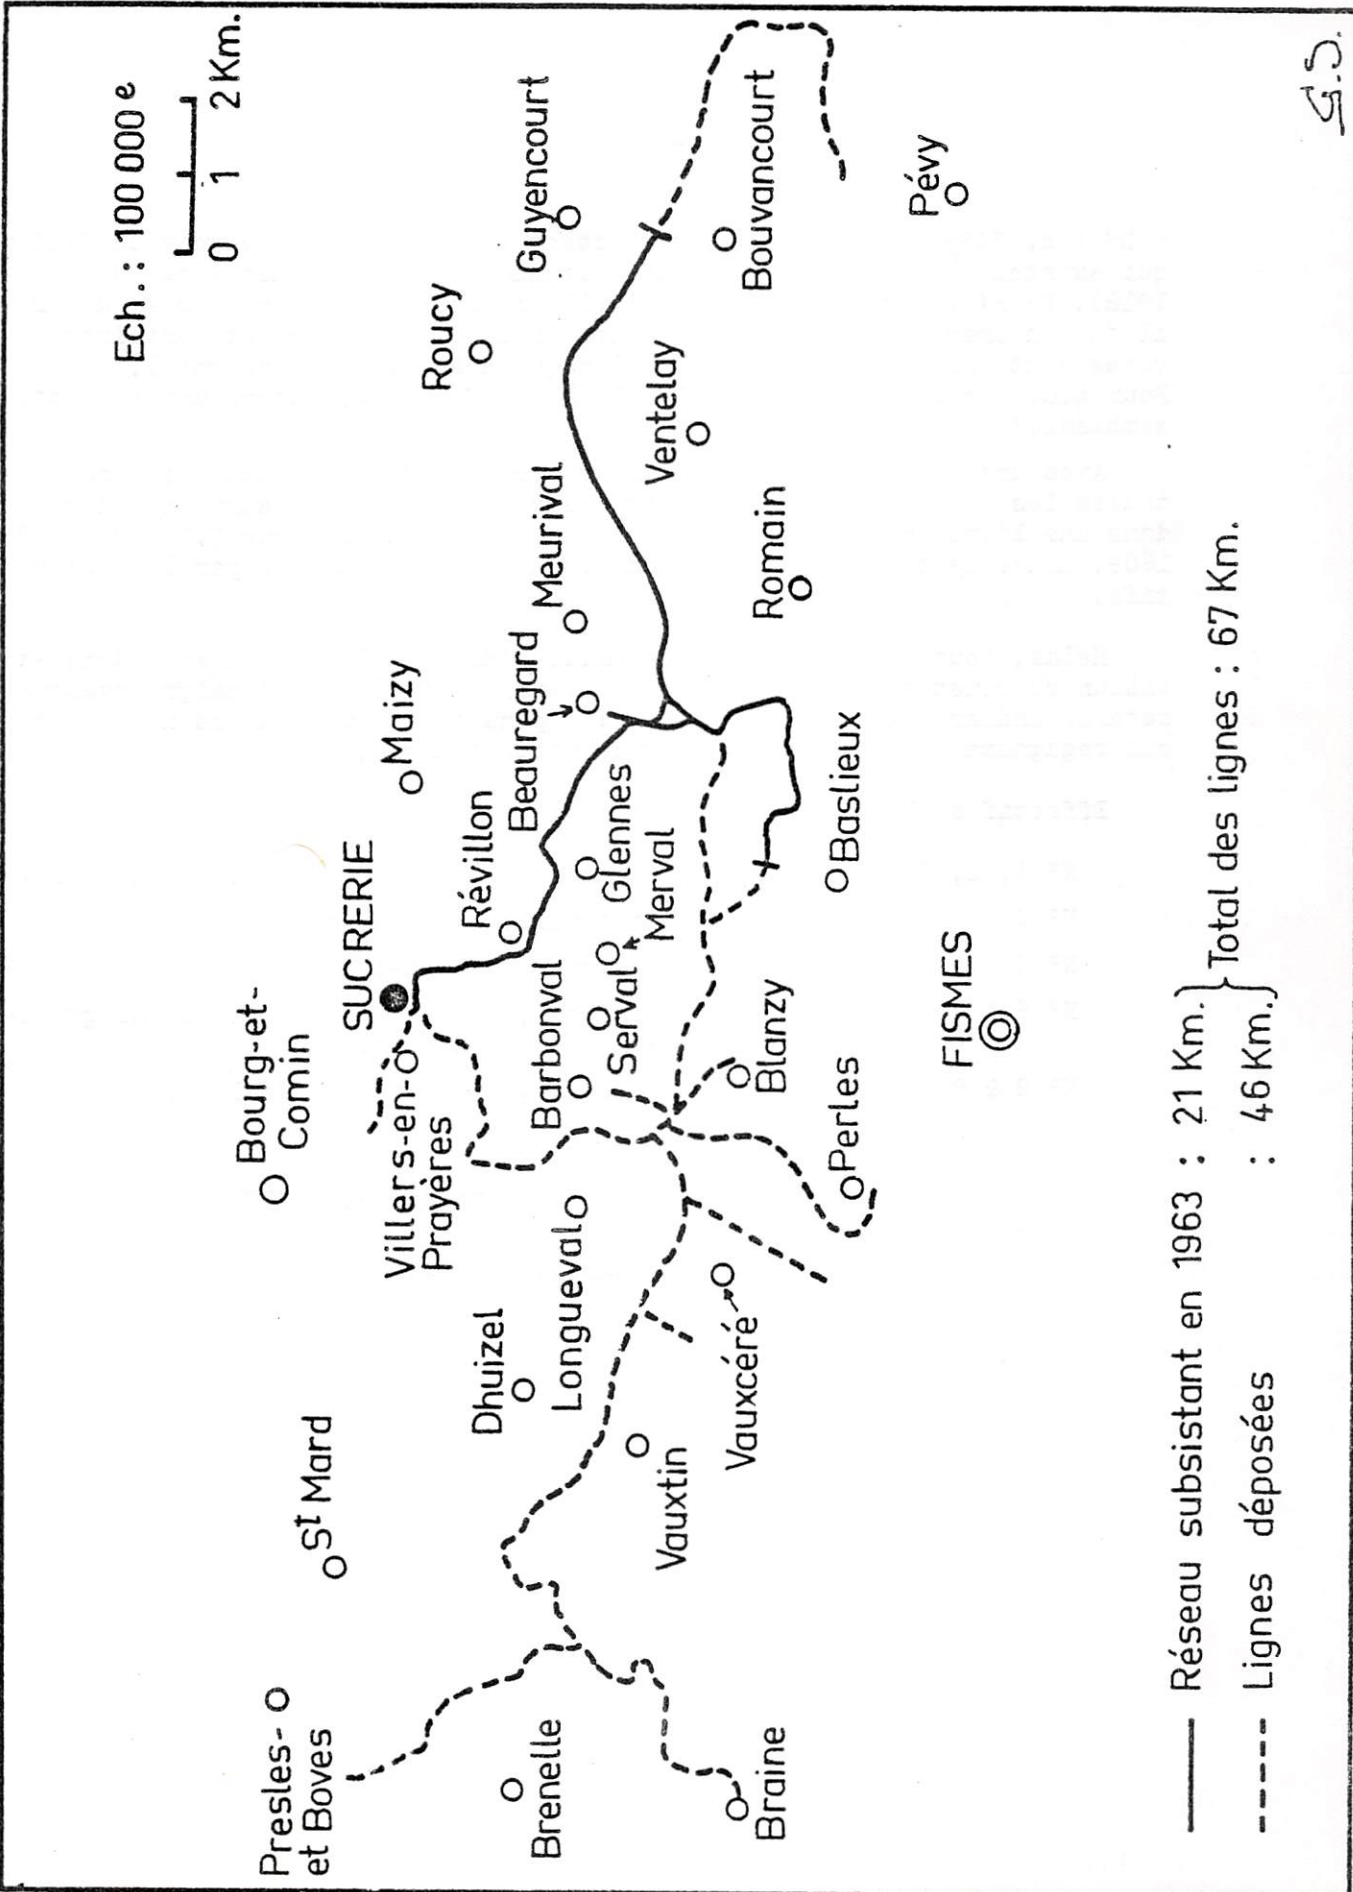 Ech.: 100 000 e
0 1 2 Km.
Presles-
et Boves
St Mard
Bourg-et-
Comin
SUCRERIE
Villers-en-
Prayères
Maizy
Révillon
Roucy
Guyencourt
Beauregard
Meurival
Dhuizel
Longueval
Barbonval
Serval
Merval
Glennes
Brenelle
Vauxtin
Ventelay
Bouvancourt
Braine
Vauxcéré
Blanzy
Romain
Perles
Baslieux
Pévy
FISMES
Réseau subsistant en 1963 : 21 Km.
Lignes déposées : 46 Km.
Total des lignes : 67 Km.
G.D.